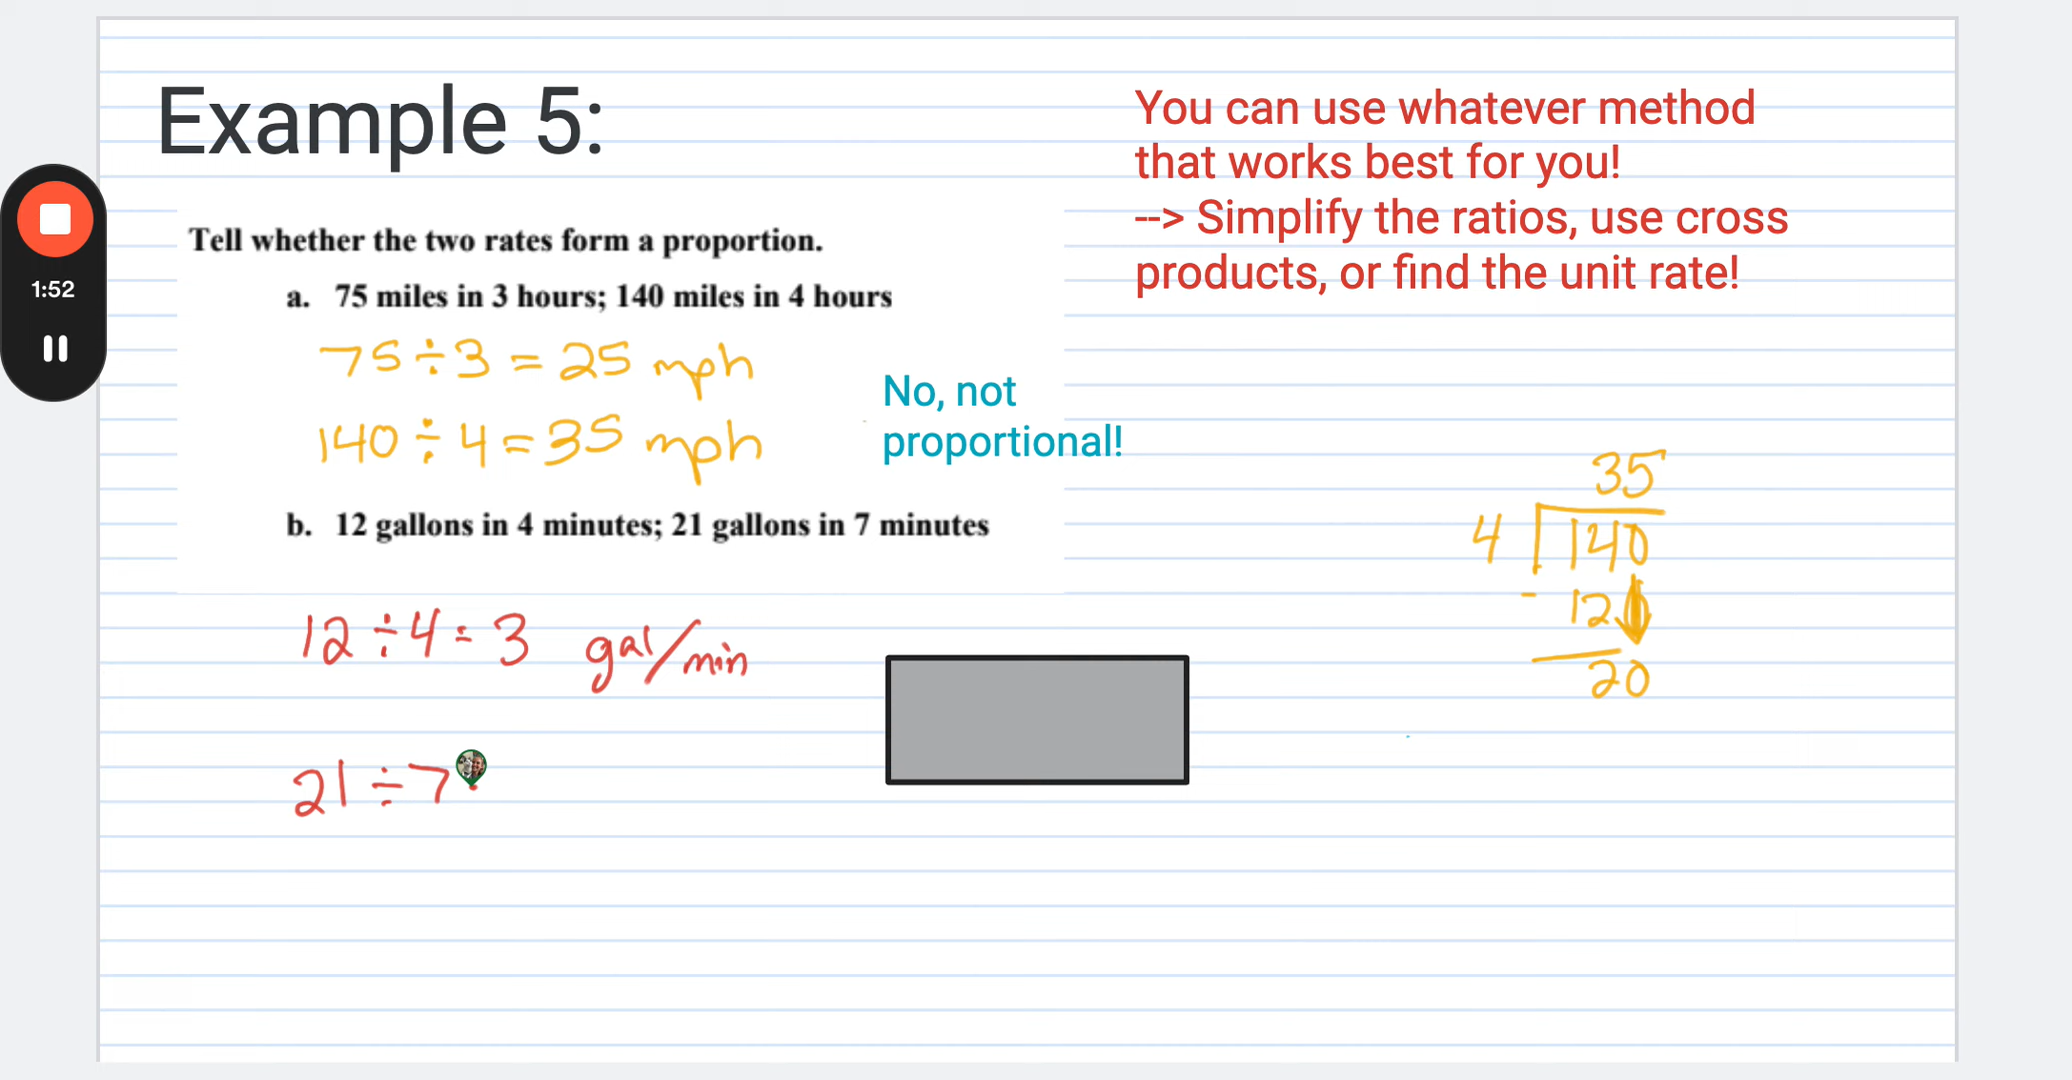 Example 5:
You can use whatever method
that works best for you!
--> Simplify the ratios, use cross
products, or find the unit rate!
1:52
Tell whether the two rates form a proportion.
a. 75 miles in 3 hours; 140 miles in 4 hours
75 ÷ 3 = 25 mph
140 ÷ 4 = 35 mph
No, not
proportional!
b. 12 gallons in 4 minutes; 21 gallons in 7 minutes
12 ÷ 4 = 3 gal/min
21 ÷ 7
35
4 140
- 12
20